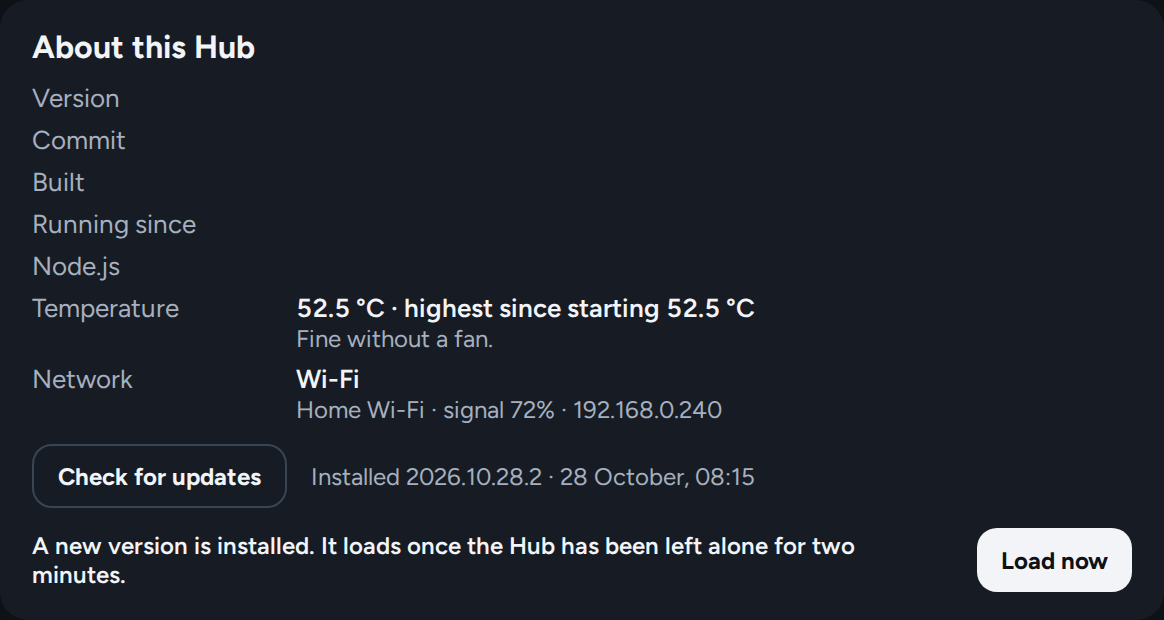 About this Hub
Version
Commit
Built
Running since
Node.js
Temperature
52.5 °C · highest since starting 52.5 °C
Fine without a fan.
Network
Wi-Fi
Home Wi-Fi · signal 72% · 192.168.0.240
Check for updates
Installed 2026.10.28.2 · 28 October, 08:15
A new version is installed. It loads once the Hub has been left alone for two
minutes.
Load now